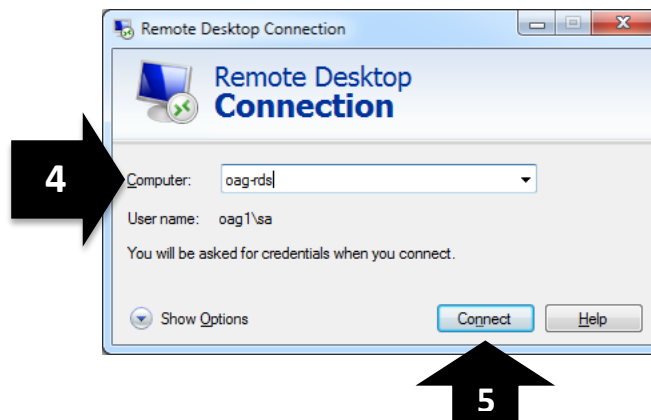 Remote Desktop Connection
Remote Desktop
Connection
4
Computer: oag-rds
User name: oag1\sa
You will be asked for credentials when you connect.
Show Options Connect Help
5